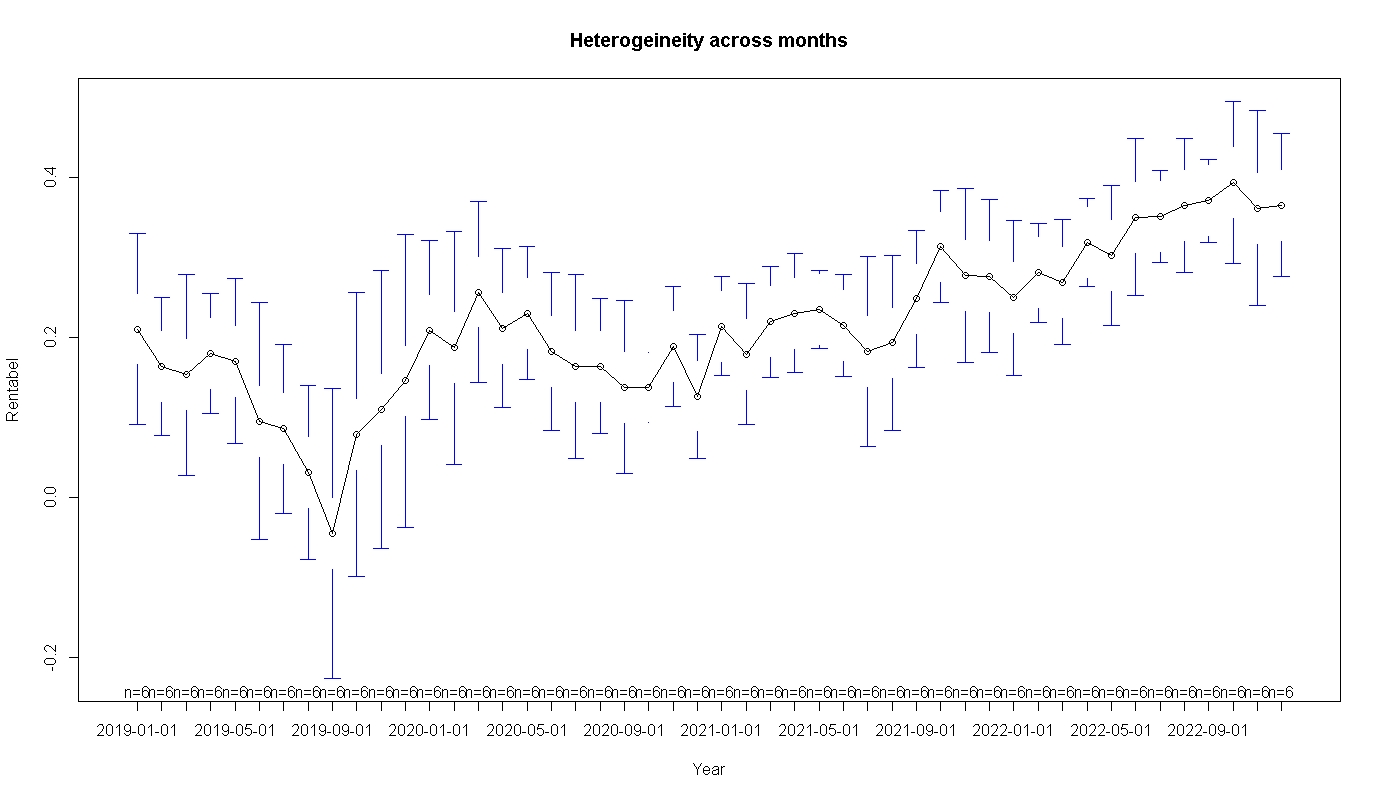 Heterogeineity across months
Rentabel
0.4
0.2
0.0
-0.2
n=6n=6n=6n=6n=6n=6n=6n=6n=6n=6n=6n=6n=6n=6n=6n=6n=6n=6n=6n=6n=6n=6n=6n=6n=6n=6n=6n=6n=6n=6n=6n=6n=6n=6n=6n=6n=6n=6n=6n=6n=6n=6n=6n=6n=6n=6n=6n=6
2019-01-01 2019-05-01 2019-09-01 2020-01-01 2020-05-01 2020-09-01 2021-01-01 2021-05-01 2021-09-01 2022-01-01 2022-05-01 2022-09-01
Year